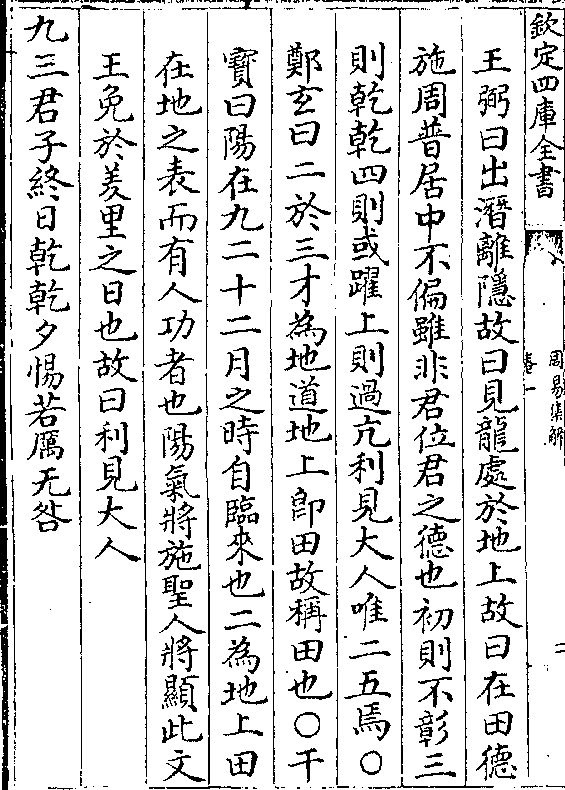 欽定四庫全書
周易集解
卷一
二
王弼曰出潛離隱故曰見龍處於地上故曰在田德
施周普居中不偏雖非君位君之德也初則不彰三
則乾乾四則或躍上則過亢利見大人唯二五焉〇
鄭玄曰二於三才為地道地上即田故稱田也〇干
寶曰陽在九二十二月之時自臨來也二為地上田
在地之表而有人功者也陽氣將施聖人將顯此文
王免於羑里之日也故曰利見大人
九三君子終日乾乾夕惕若厲无咎